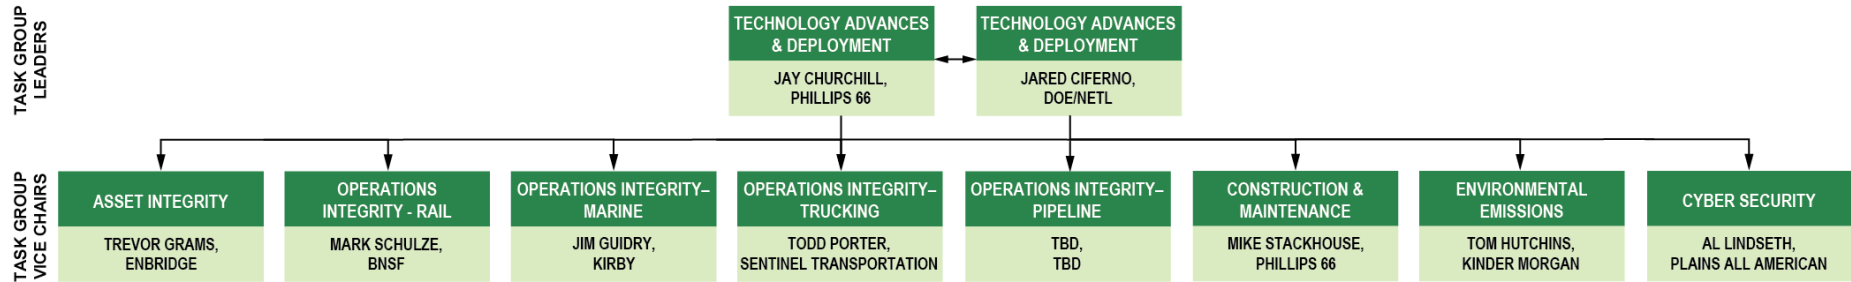 TASK GROUP
LEADERS
TECHNOLOGY ADVANCES
& DEPLOYMENT
JAY CHURCHILL,
PHILLIPS 66
TECHNOLOGY ADVANCES
& DEPLOYMENT
JARED CIFERNO,
DOE/NETL
TASK GROUP
VICE CHAIRS
ASSET INTEGRITY
TREVOR GRAMS,
ENBRIDGE
OPERATIONS
INTEGRITY - RAIL
MARK SCHULZE,
BNSF
OPERATIONS INTEGRITY–
MARINE
JIM GUIDRY,
KIRBY
OPERATIONS INTEGRITY–
TRUCKING
TODD PORTER,
SENTINEL TRANSPORTATION
OPERATIONS INTEGRITY–
PIPELINE
TBD,
TBD
CONSTRUCTION &
MAINTENANCE
MIKE STACKHOUSE,
PHILLIPS 66
ENVIRONMENTAL
EMISSIONS
TOM HUTCHINS,
KINDER MORGAN
CYBER SECURITY
AL LINDSETH,
PLAINS ALL AMERICAN